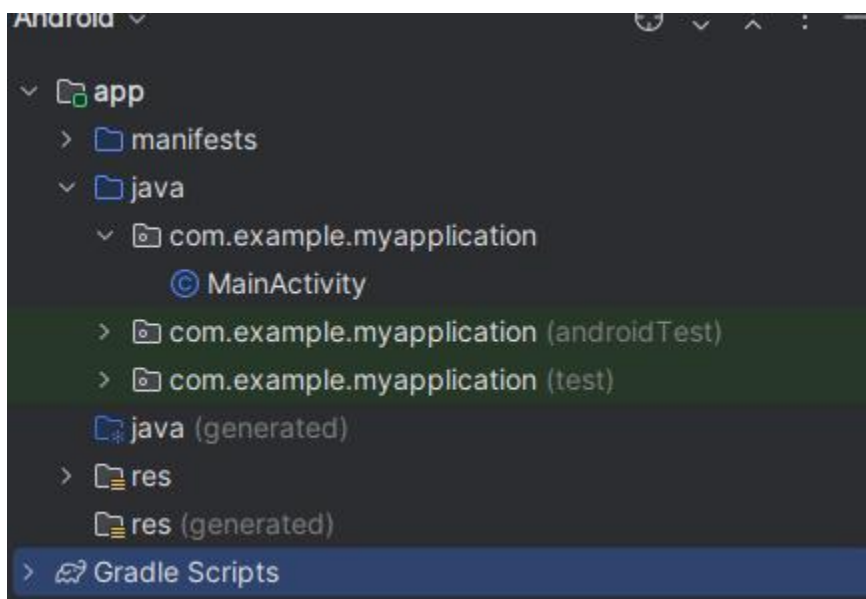 Android
app
manifests
java
com.example.myapplication
MainActivity
com.example.myapplication (androidTest)
com.example.myapplication (test)
java (generated)
res
res (generated)
Gradle Scripts